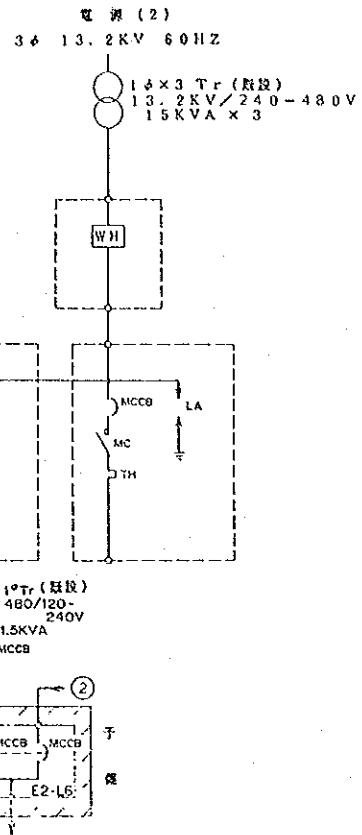 電源(2)
3φ 13.2KV 60HZ
1φ×3 Tr(既設)
13.2KV/240-480V
15KVA × 3
WH
MCCB
LA
MC
TH
1φTr(既設)
480/120-
240V
1.5KVA
MCCB
2
MCCB
MCCB
予
備
E2-L6